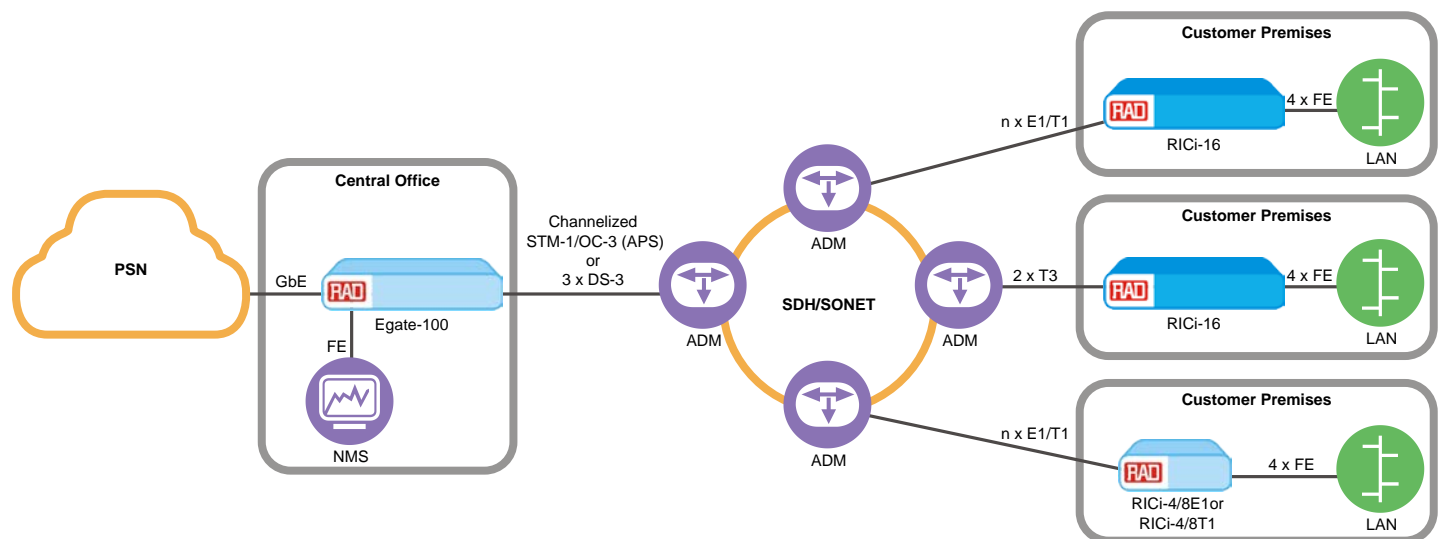 Customer Premises
4 x FE
n x E1/T1
RAD
RICi-16
LAN
Central Office
Channelized
STM-1/OC-3 (APS)
or
3 x DS-3
ADM
Customer Premises
PSN
GbE
RAD
Egate-100
FE
NMS
ADM
SDH/SONET
ADM
2 x T3
RAD
RICi-16
4 x FE
LAN
Customer Premises
ADM
n x E1/T1
RAD
RICi-4/8E1or
RICi-4/8T1
4 x FE
LAN